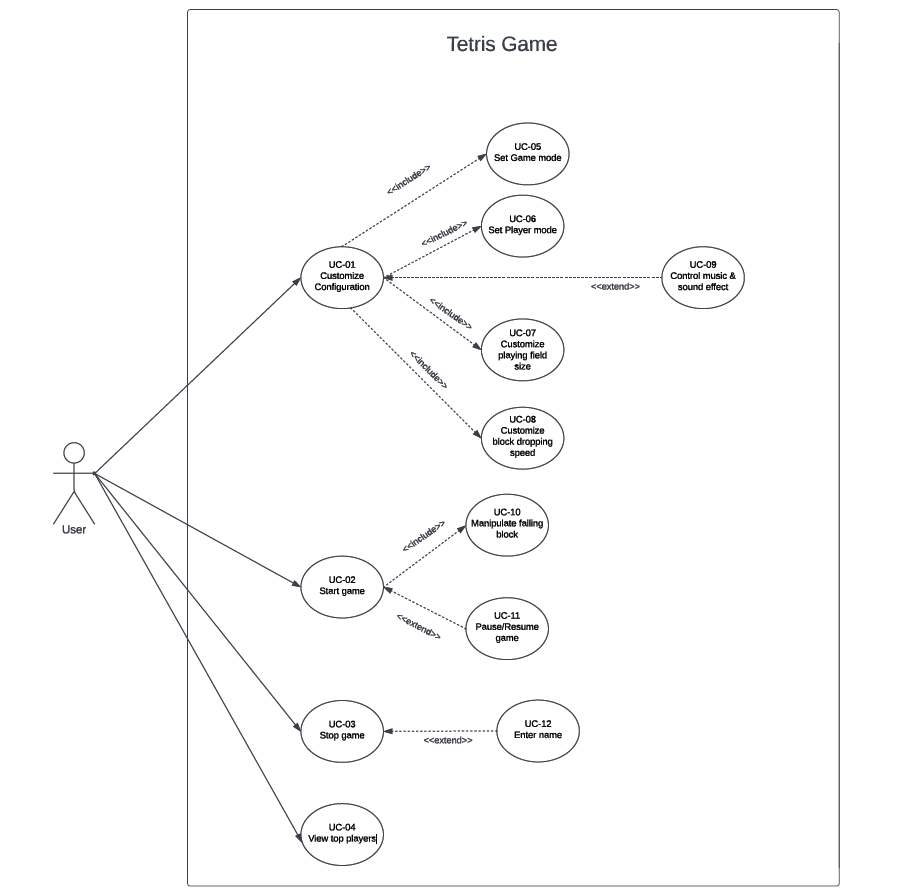 Tetris Game
UC-05
Set Game mode
<<include>>
UC-06
Set Player mode
<<include>>
UC-01
Customize
Configuration
UC-09
Control music &
sound effect
<<extend>>
<<include>>
UC-07
Customize
playing field
size
<<include>>
UC-08
Customize
block dropping
speed
User
UC-10
Manipulate falling
block
<<include>>
UC-02
Start game
UC-11
Pause/Resume
game
<<extend>>
UC-03
Stop game
UC-12
Enter name
<<extend>>
UC-04
View top players